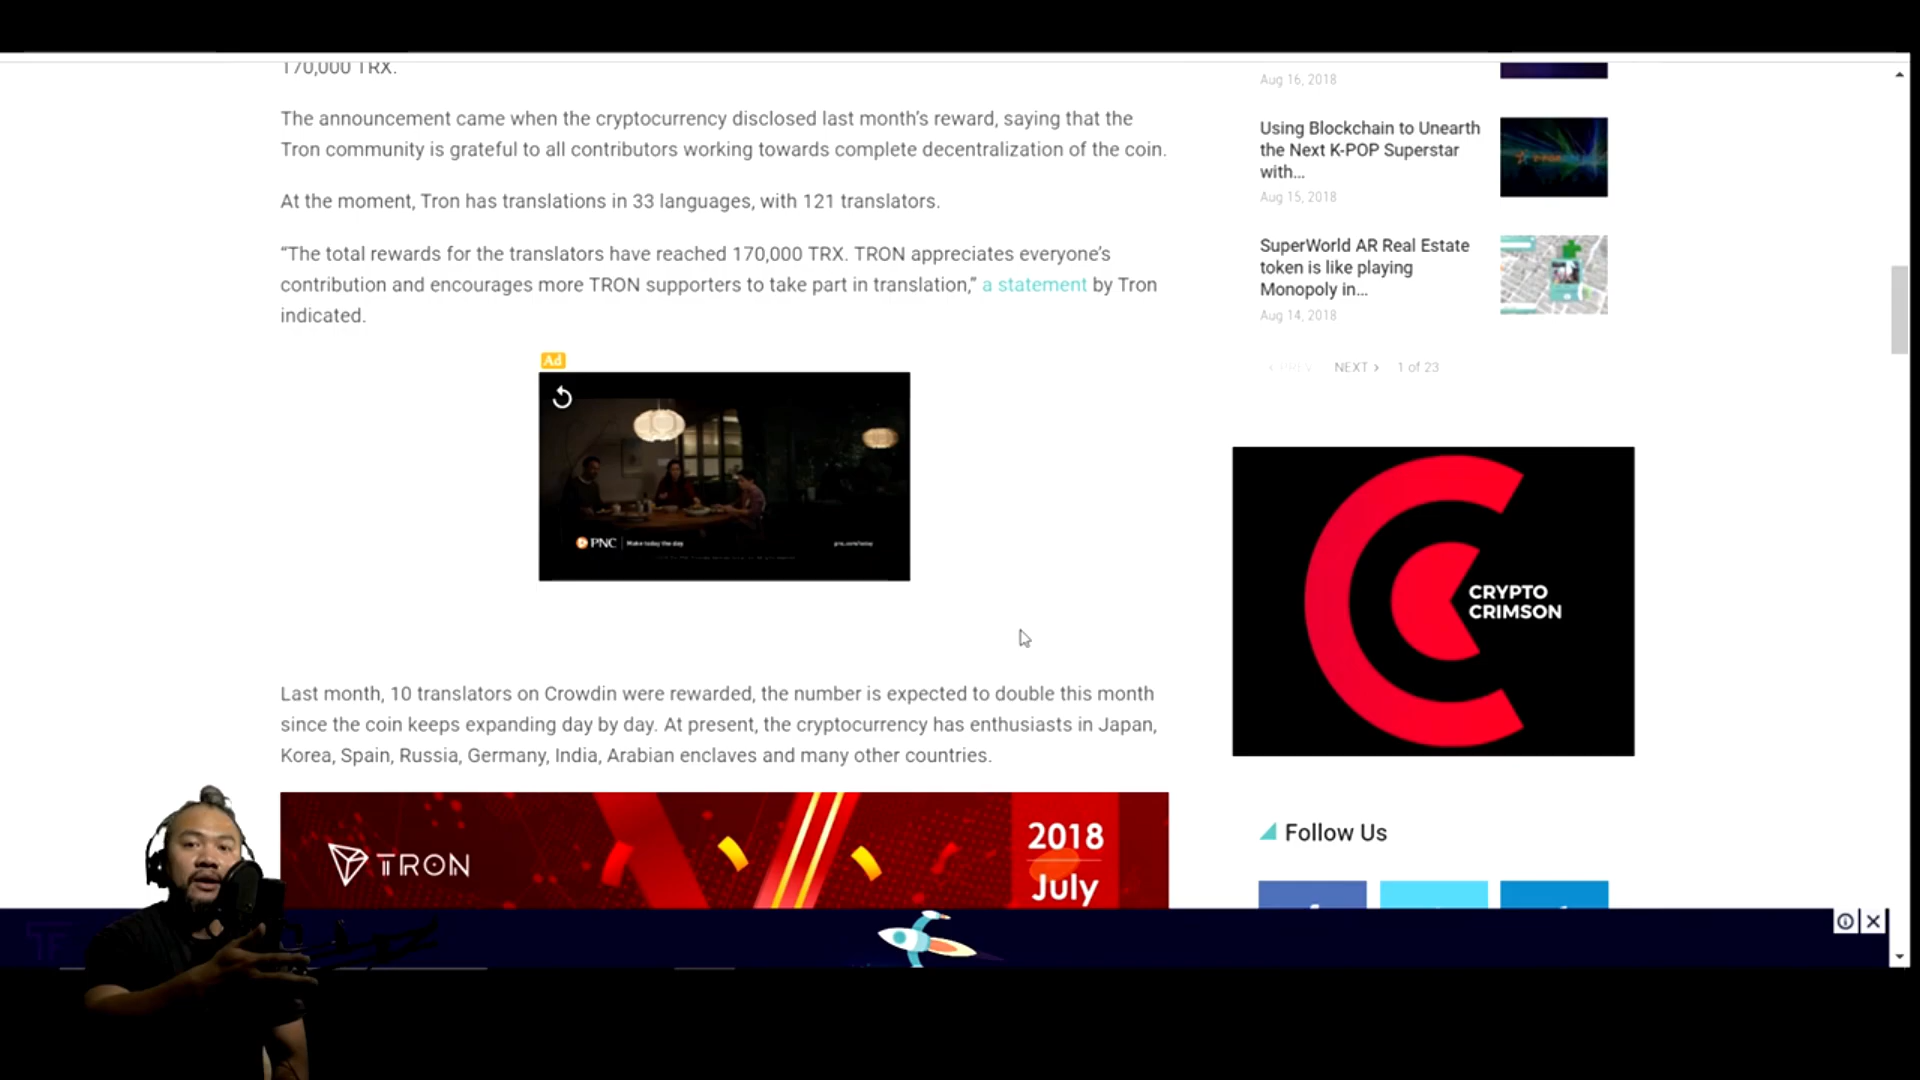 170,000 TRX.
The announcement came when the cryptocurrency disclosed last month’s reward, saying that the
Tron community is grateful to all contributors working towards complete decentralization of the coin.
At the moment, Tron has translations in 33 languages, with 121 translators.
“The total rewards for the translators have reached 170,000 TRX. TRON appreciates everyone’s
contribution and encourages more TRON supporters to take part in translation,” a statement by Tron
indicated.
Ad
PNC
Make today the day
Last month, 10 translators on Crowdin were rewarded, the number is expected to double this month
since the coin keeps expanding day by day. At present, the cryptocurrency has enthusiasts in Japan,
Korea, Spain, Russia, Germany, India, Arabian enclaves and many other countries.
TRON
2018
July
Aug 16, 2018
Using Blockchain to Unearth
the Next K-POP Superstar
with...
Aug 15, 2018
SuperWorld AR Real Estate
token is like playing
Monopoly in...
Aug 14, 2018
< PREV NEXT > 1 of 23
CRYPTO
CRIMSON
Follow Us
TF